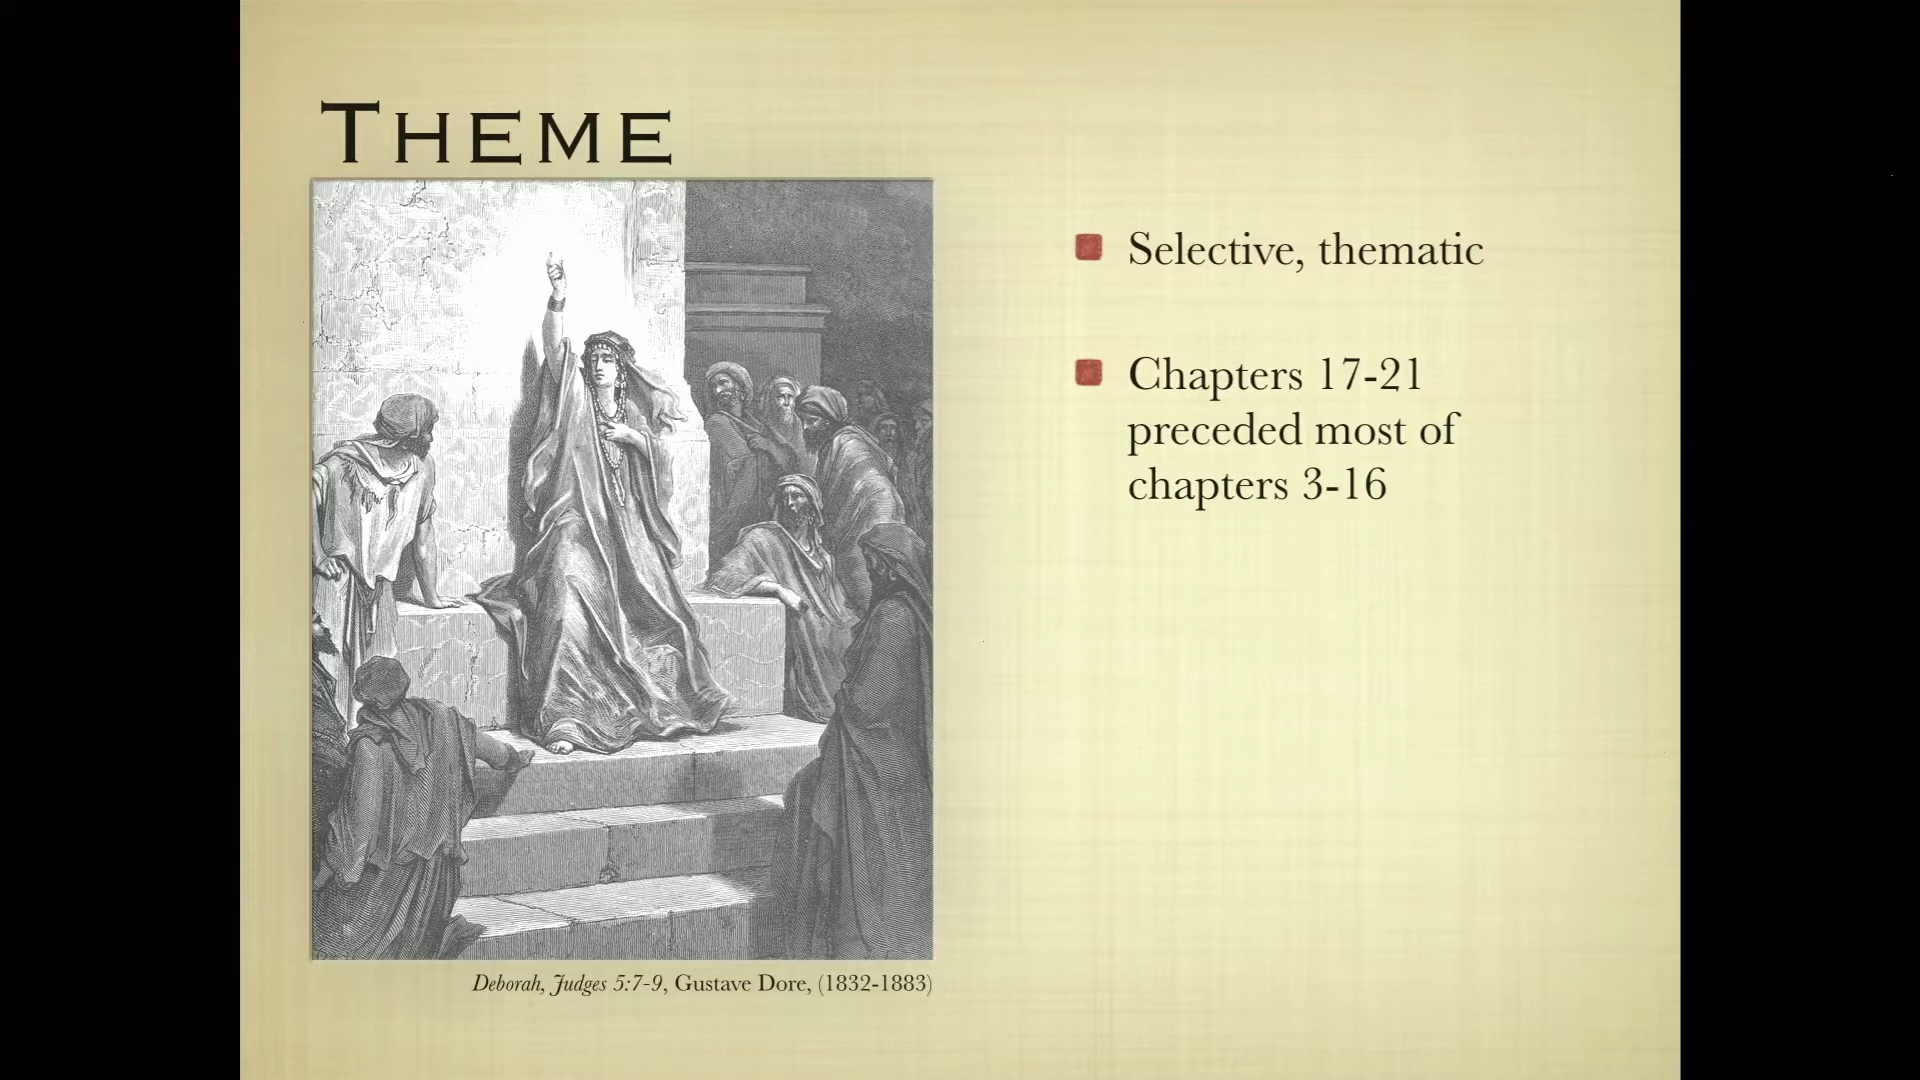 THEME
Selective, thematic
Chapters 17-21
preceded most of
chapters 3-16
Deborah, Judges 5:7-9, Gustave Dore, (1832-1883)